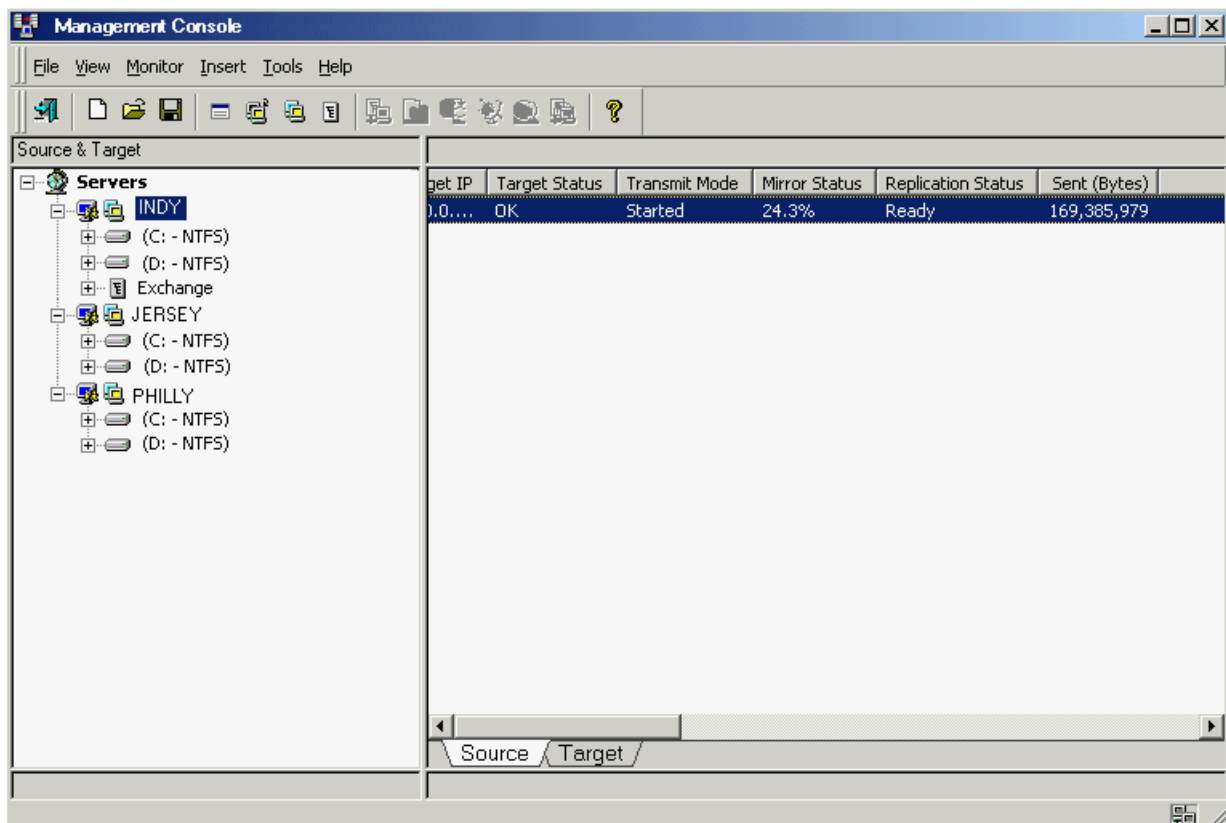 Management Console
File View Monitor Insert Tools Help
Source & Target
Servers
INDY
(C: - NTFS)
(D: - NTFS)
Exchange
JERSEY
(C: - NTFS)
(D: - NTFS)
PHILLY
(C: - NTFS)
(D: - NTFS)
get IP Target Status Transmit Mode Mirror Status Replication Status Sent (Bytes)
0.0.... OK Started 24.3% Ready 169,385,979
Source Target